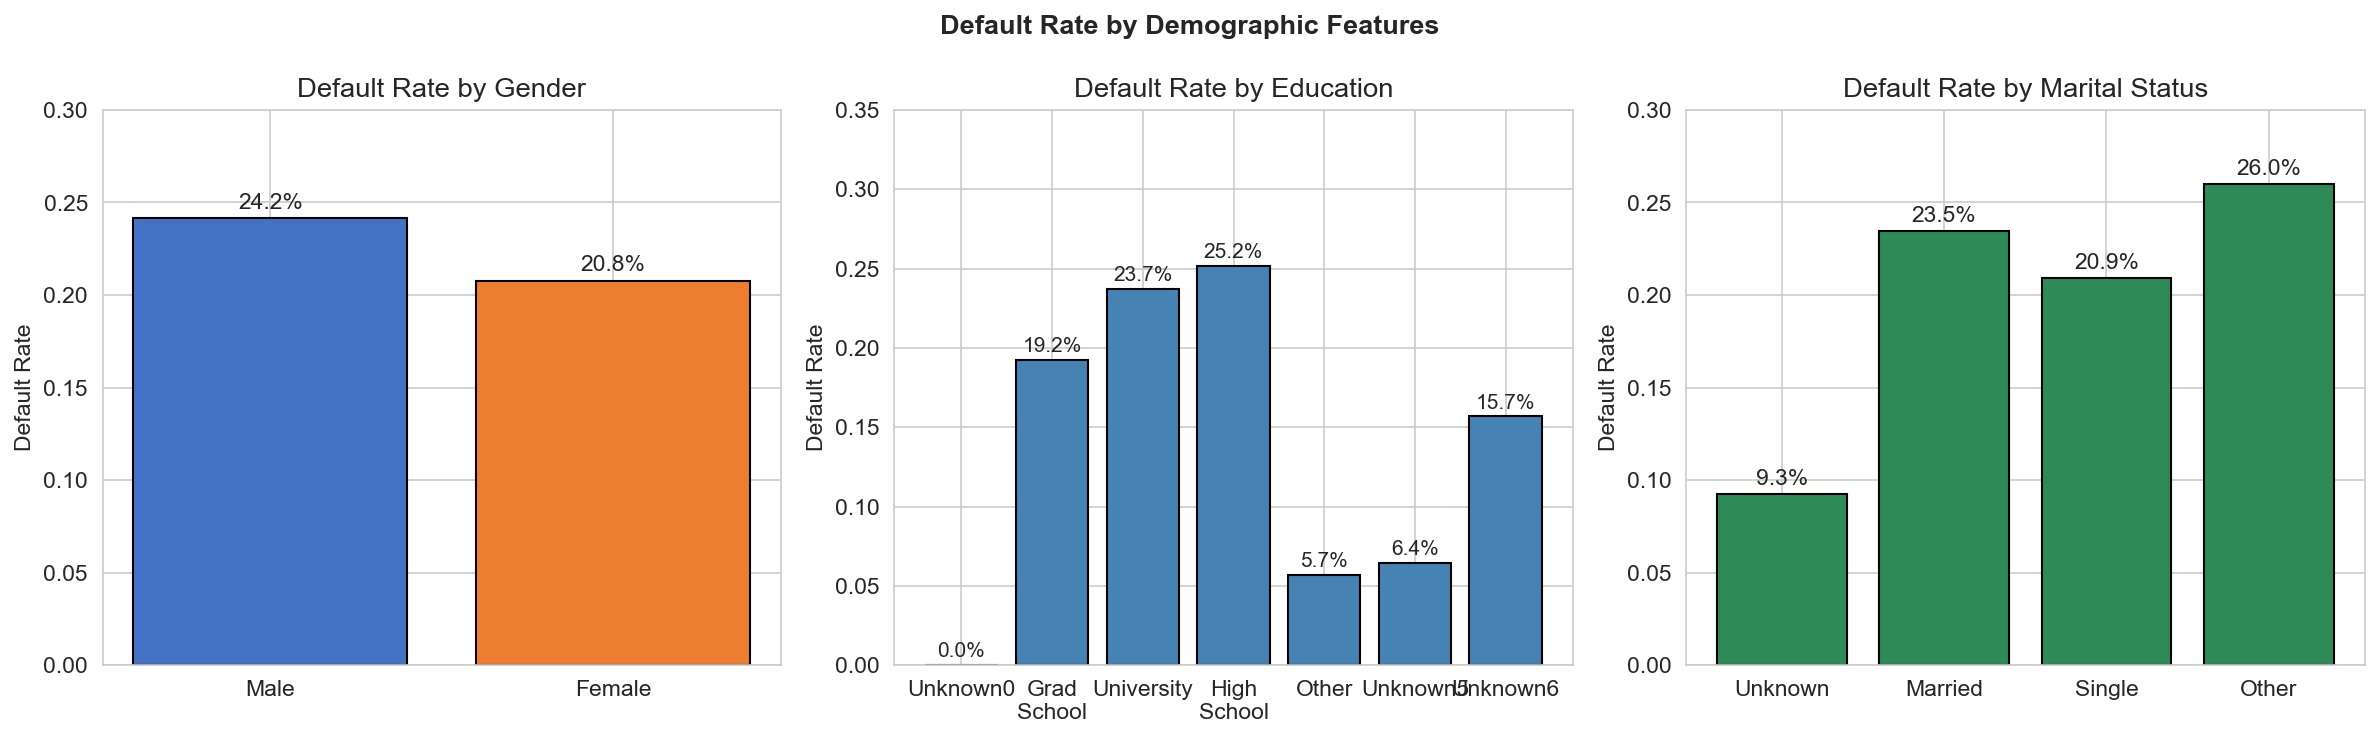 Default Rate by Demographic Features
Default Rate by Gender
Default Rate
0.30
0.25
0.20
0.15
0.10
0.05
0.00
24.2%
20.8%
Male
Female
Default Rate by Education
Default Rate
0.35
0.30
0.25
0.20
0.15
0.10
0.05
0.00
0.0%
19.2%
23.7%
25.2%
5.7%
6.4%
15.7%
Unknown0
Grad
School
University
High
School
Other
Unknown5
Unknown6
Default Rate by Marital Status
Default Rate
0.30
0.25
0.20
0.15
0.10
0.05
0.00
9.3%
23.5%
20.9%
26.0%
Unknown
Married
Single
Other